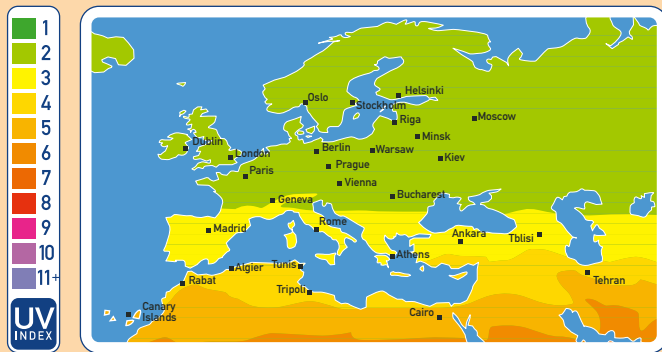 1
2
3
4
5
6
7
8
9
10
11+
UV
INDEX
Oslo
Helsinki
Stockholm
Riga
Moscow
Minsk
Dublin
London
Berlin
Warsaw
Kiev
Paris
Prague
Vienna
Geneva
Bucharest
Madrid
Rome
Ankara
Tblisi
Athens
Algier
Tunis
Rabat
Tripoli
Tehran
Canary
Islands
Cairo